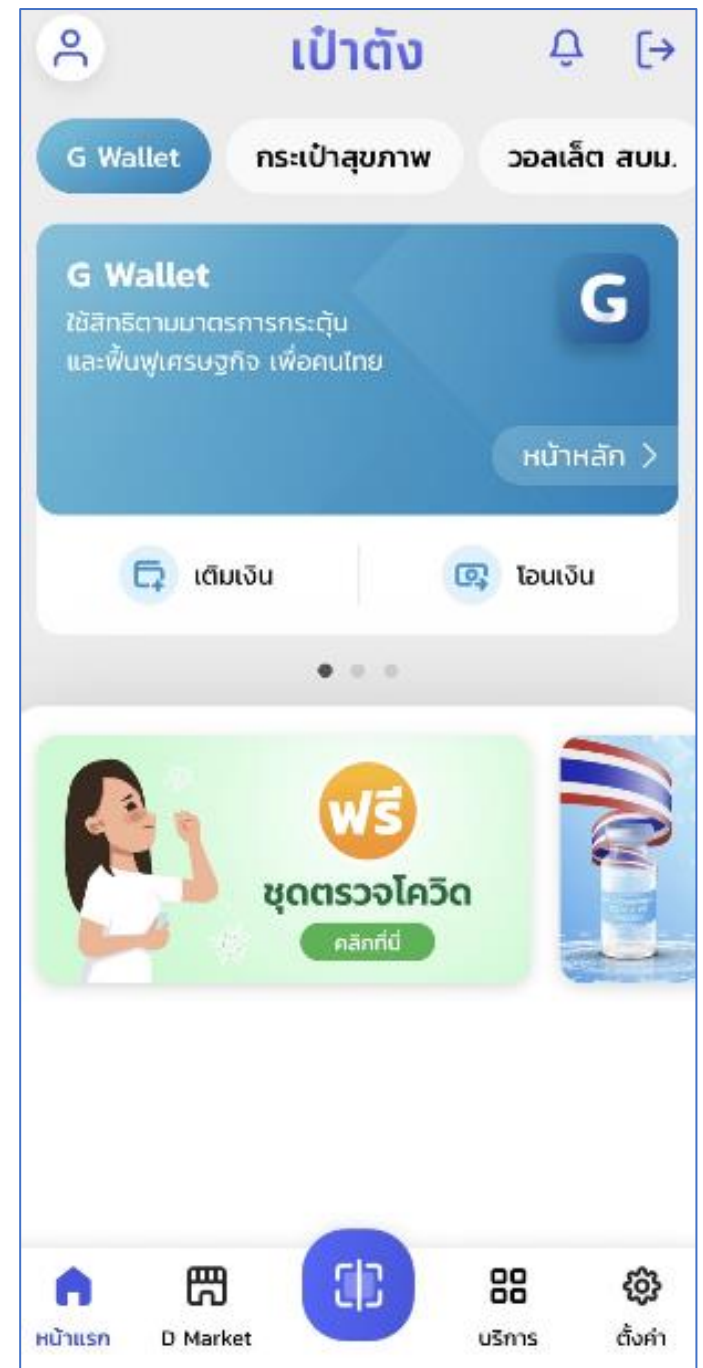 เป๋าตัง
G Wallet
กระเป๋าสุขภาพ
วอลเล็ต สบม.
G Wallet
G
ใช้สิทธิตามมาตรการกระตุ้น
และฟื้นฟูเศรษฐกิจ เพื่อคนไทย
หน้าหลัก
เติมเงิน
โอนเงิน
ฟรี
ชุดตรวจโควิด
คลิกที่นี่
หน้าแรก
D Market
บริการ
ตั้งค่า